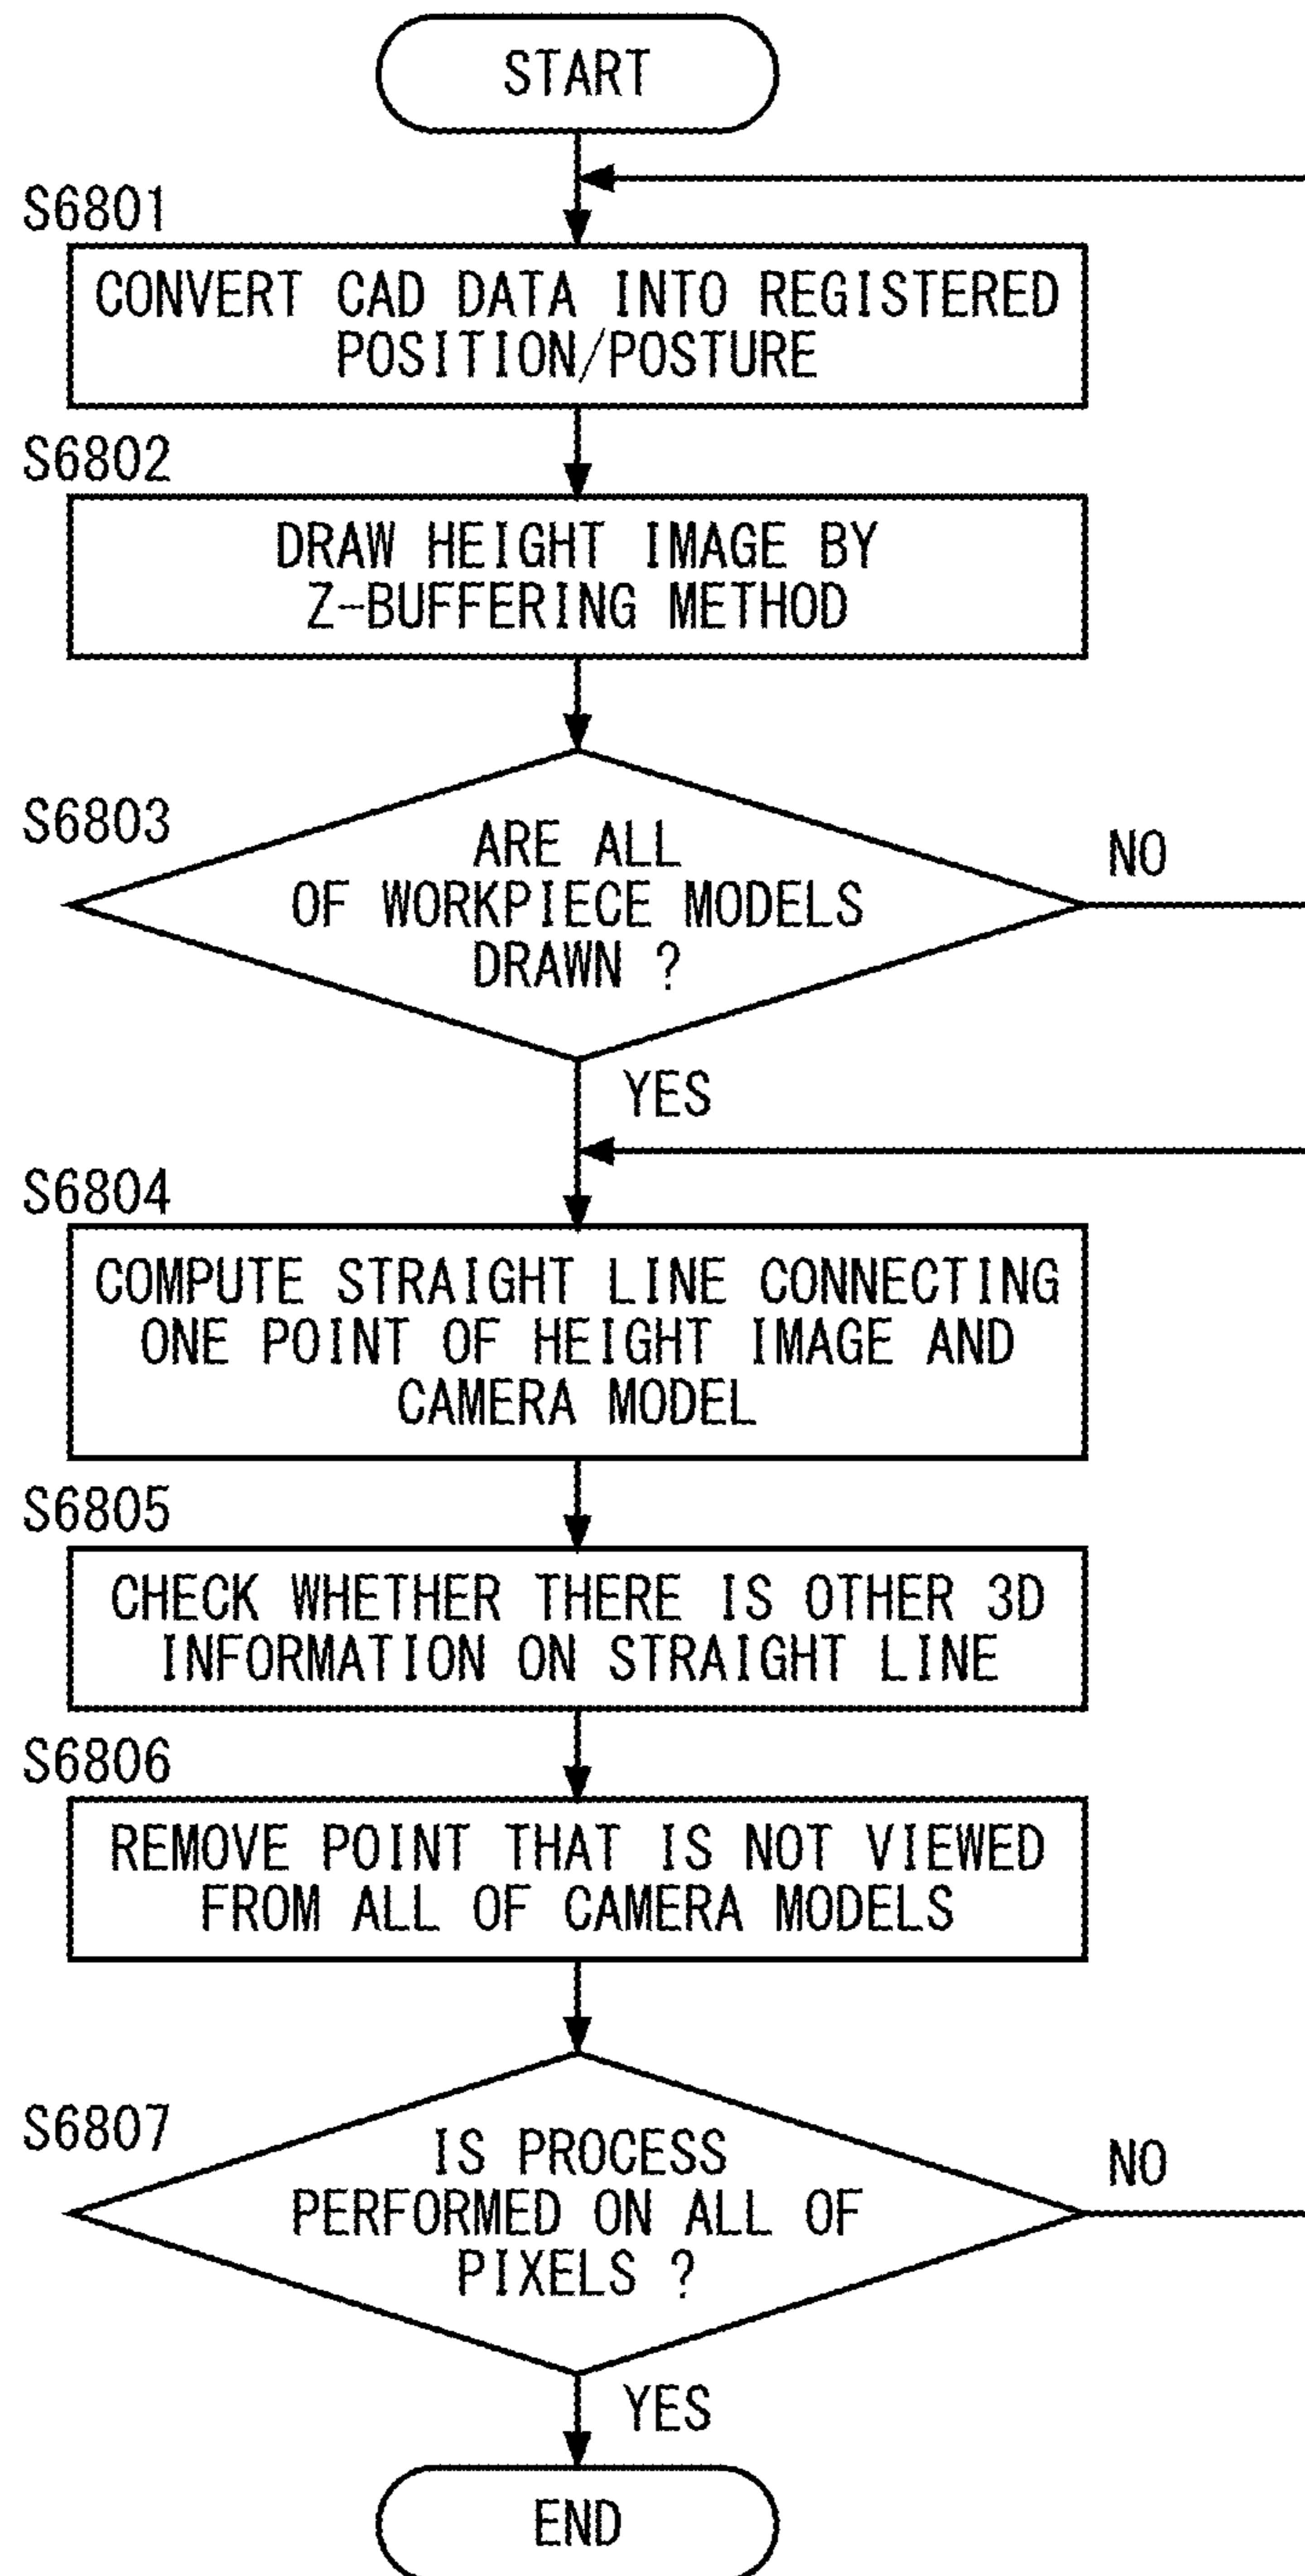 START
S6801
CONVERT CAD DATA INTO REGISTERED
POSITION/POSTURE
S6802
DRAW HEIGHT IMAGE BY
Z-BUFFERING METHOD
S6803
ARE ALL
OF WORKPIECE MODELS
DRAWN ?
NO
YES
S6804
COMPUTE STRAIGHT LINE CONNECTING
ONE POINT OF HEIGHT IMAGE AND
CAMERA MODEL
S6805
CHECK WHETHER THERE IS OTHER 3D
INFORMATION ON STRAIGHT LINE
S6806
REMOVE POINT THAT IS NOT VIEWED
FROM ALL OF CAMERA MODELS
S6807
IS PROCESS
PERFORMED ON ALL OF
PIXELS ?
NO
YES
END